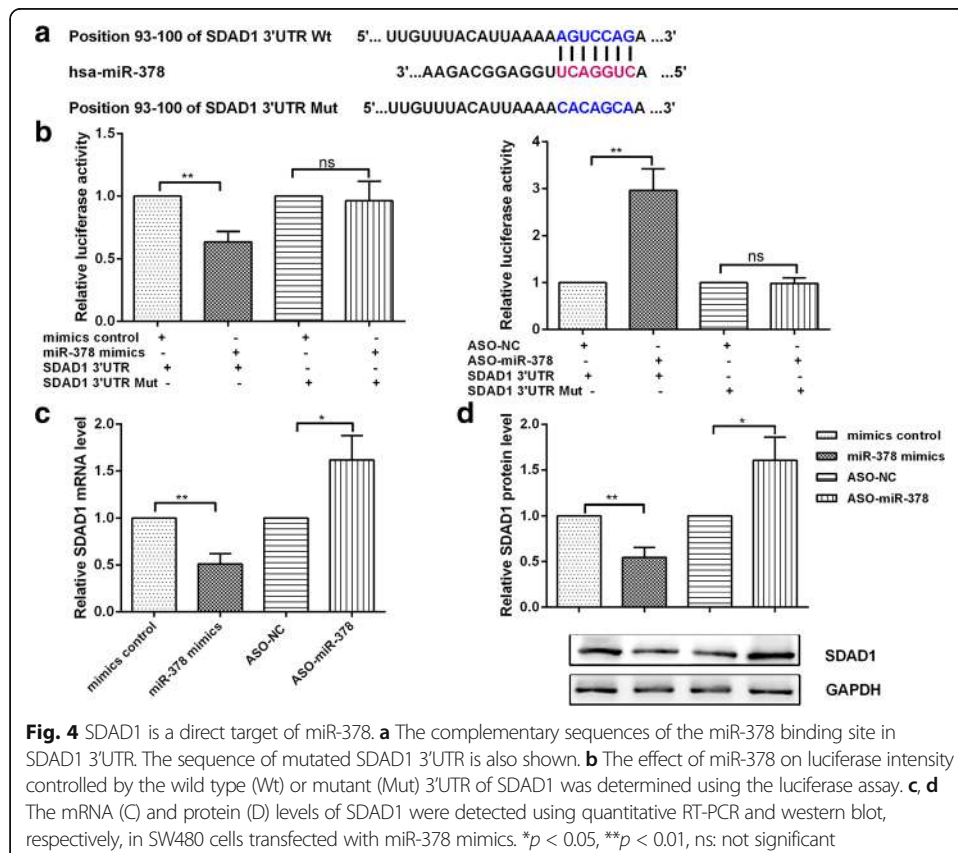 a
Position 93-100 of SDAD1 3'UTR Wt 5'... UUGUUUACAUUAAAAAGUCCAGA ...3'
hsa-miR-378 3'... AAGACGGAGGUUCAGGUCA ...5'
Position 93-100 of SDAD1 3'UTR Mut 5'...UUGUUUACAUUAAAACACAGCAA ...3'
b
Relative luciferase activity
1.5
1.0
0.5
0.0
**
ns
mimics control + - + -
miR-378 mimics - + - +
SDAD1 3'UTR + + - -
SDAD1 3'UTR Mut - - + +
Relative luciferase activity
4
3
2
1
0
**
ns
ASO-NC + - + -
ASO-miR-378 - + - +
SDAD1 3'UTR + + - -
SDAD1 3'UTR Mut - - + +
c
Relative SDAD1 mRNA level
2.0
1.5
1.0
0.5
0.0
**
*
mimics control
miR-378 mimics
ASO-NC
ASO-miR-378
d
Relative SDAD1 protein level
2.0
1.5
1.0
0.5
0.0
**
*
mimics control
miR-378 mimics
ASO-NC
ASO-miR-378
SDAD1
GAPDH
Fig. 4 SDAD1 is a direct target of miR-378. a The complementary sequences of the miR-378 binding site in
SDAD1 3'UTR. The sequence of mutated SDAD1 3'UTR is also shown. b The effect of miR-378 on luciferase intensity
controlled by the wild type (Wt) or mutant (Mut) 3'UTR of SDAD1 was determined using the luciferase assay. c, d
The mRNA (C) and protein (D) levels of SDAD1 were detected using quantitative RT-PCR and western blot,
respectively, in SW480 cells transfected with miR-378 mimics. *p < 0.05, **p < 0.01, ns: not significant